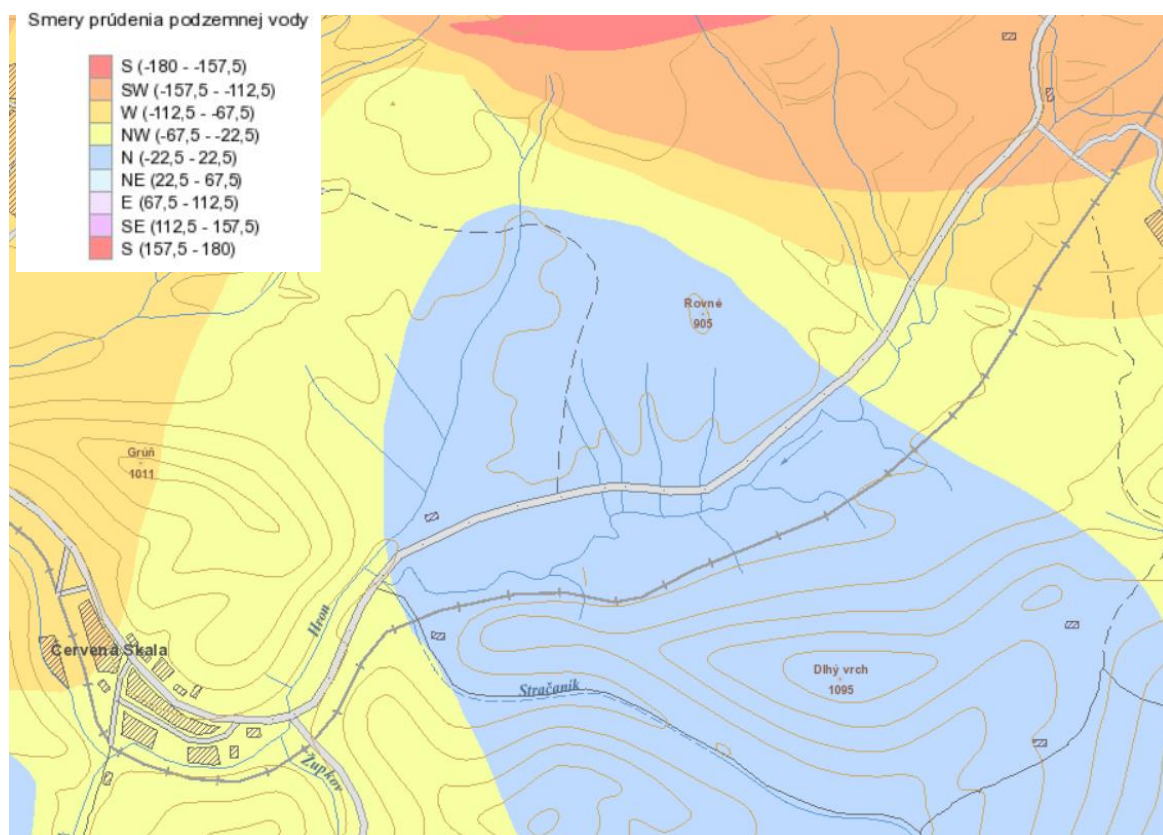 Smery prúdenia podzemnej vody
S (-180 - -157,5)
SW (-157,5 - -112,5)
W (-112,5 - -67,5)
NW (-67,5 - -22,5)
N (-22,5 - 22,5)
NE (22,5 - 67,5)
E (67,5 - 112,5)
SE (112,5 - 157,5)
S (157,5 - 180)
Rovné
905
Grúň
1011
Hron
Červená Skala
Dlhý vrch
1095
Stračaník
Župkov